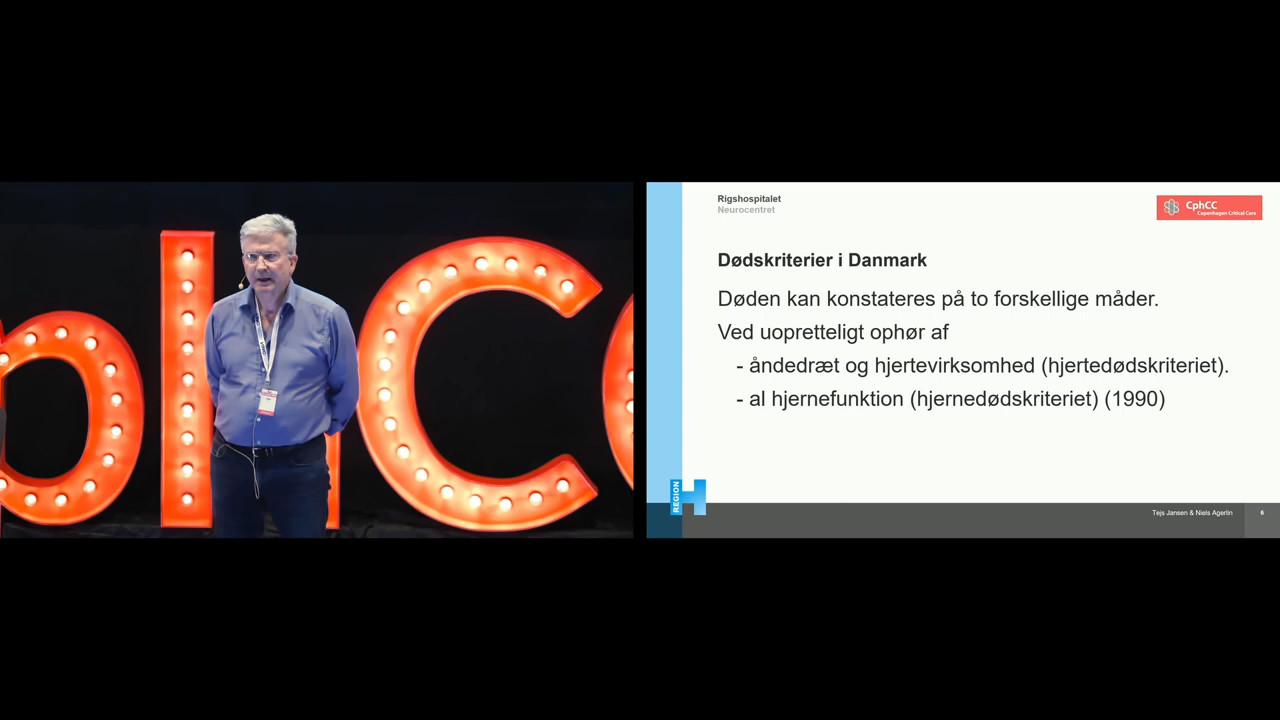 phCC
Rigshospitalet
Neurocentret
CphCC
Copenhagen Critical Care
Dødskriterier i Danmark
Døden kan konstateres på to forskellige måder.
Ved uopretteligt ophør af
- åndedræt og hjertevirksomhed (hjertedødskriteriet).
- al hjernefunktion (hjernedødskriteriet) (1990)
REGION
H
Tejs Jansen & Niels Agerlin
6